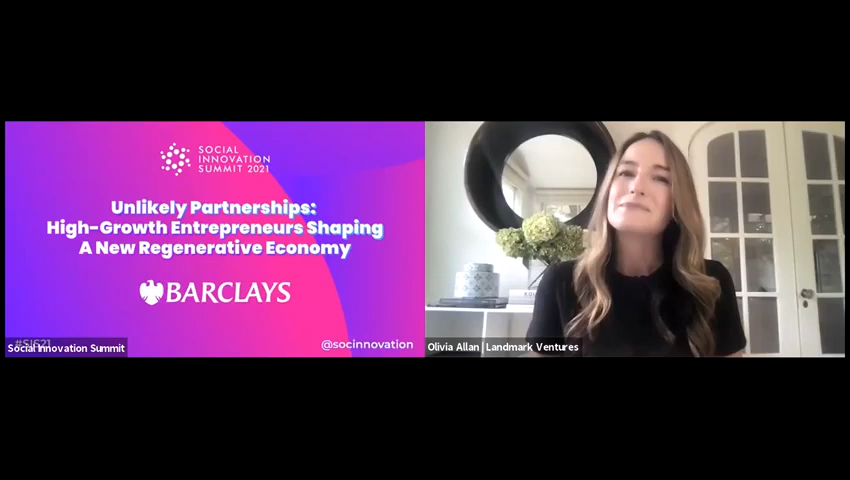 SOCIAL
INNOVATION
SUMMIT 2021
Unlikely Partnerships:
High-Growth Entrepreneurs Shaping
A New Regenerative Economy
BARCLAYS
#SIS21
@socinnovation
Social Innovation Summit
Olivia Allan | Landmark Ventures